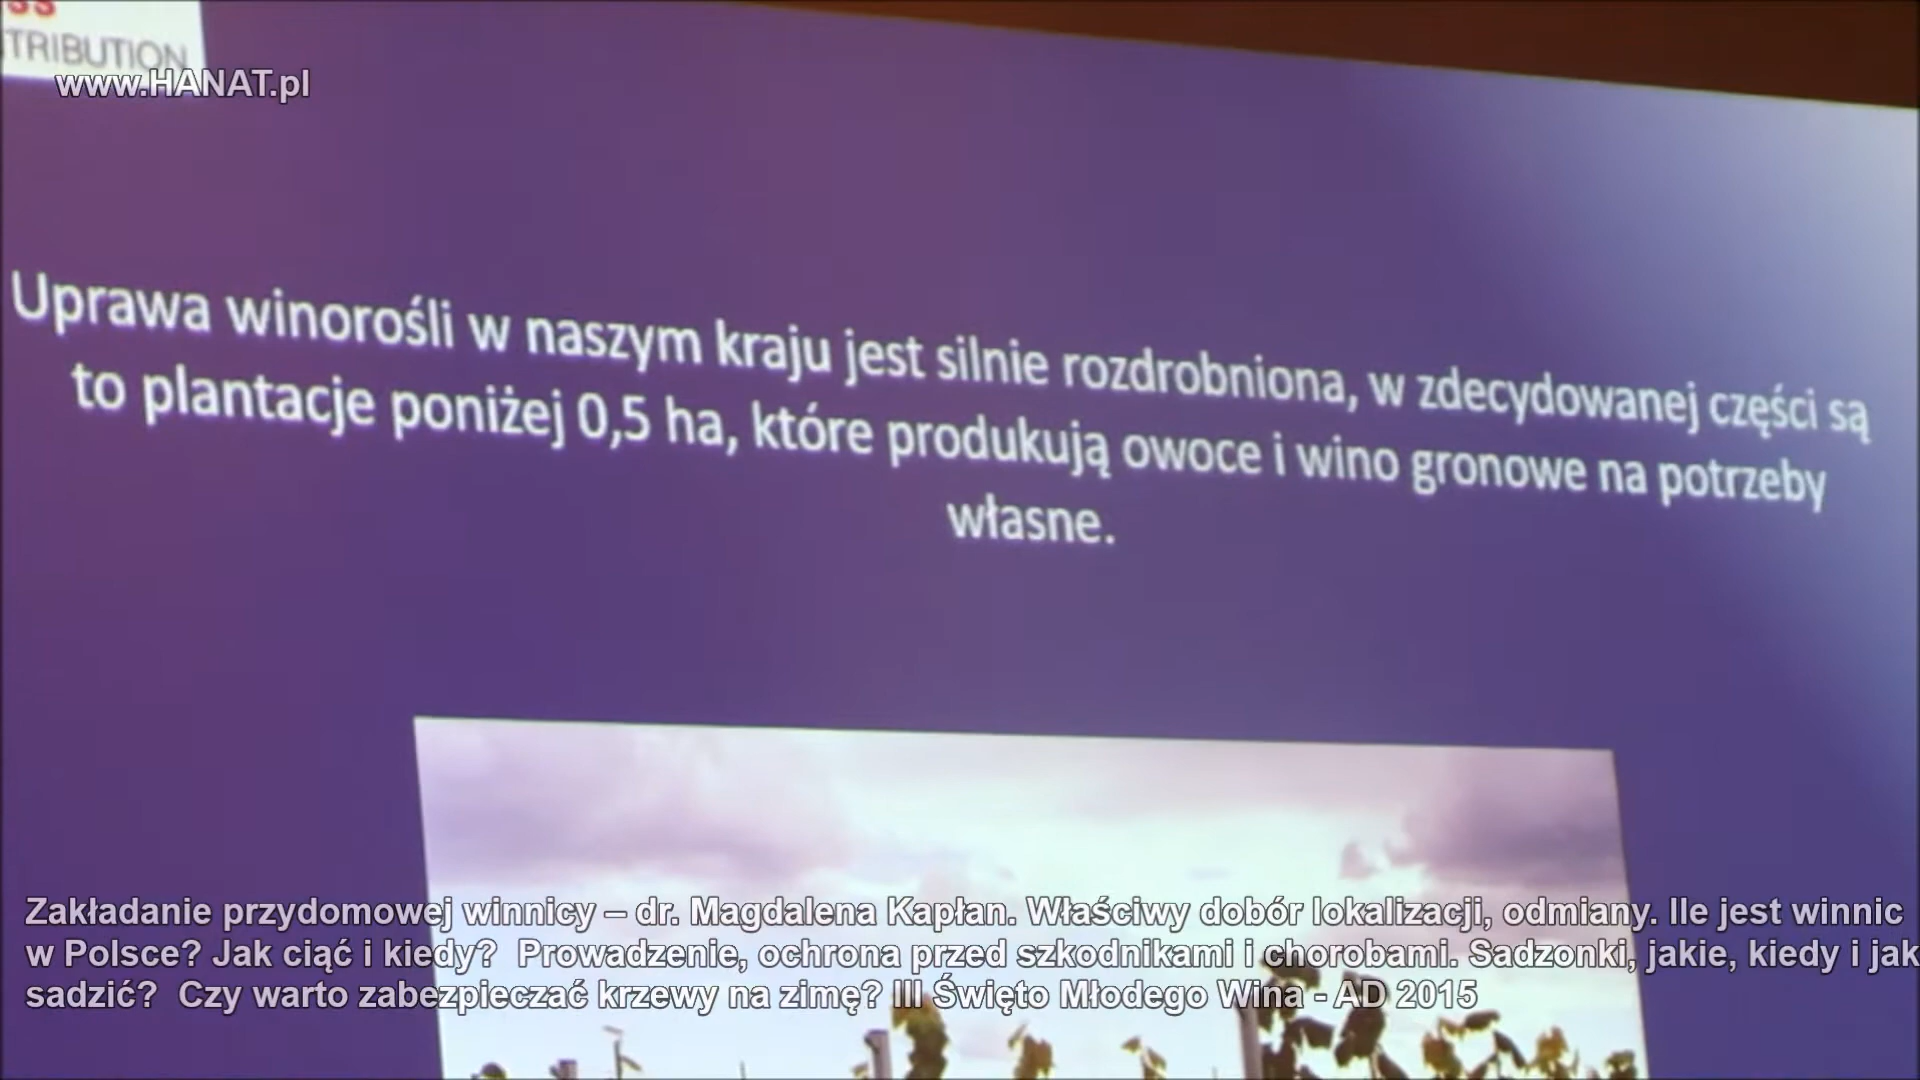 SS
TRIBUTION
www.HANAT.pl
Uprawa winorośli w naszym kraju jest silnie rozdrobniona, w zdecydowanej części są
to plantacje poniżej 0,5 ha, które produkują owoce i wino gronowe na potrzeby
własne.
Zakładanie przydomowej winnicy – dr. Magdalena Kapłan. Właściwy dobór lokalizacji, odmiany. Ile jest winnic
w Polsce? Jak ciąć i kiedy? Prowadzenie, ochrona przed szkodnikami i chorobami. Sadzonki, jakie, kiedy i jak
sadzić? Czy warto zabezpieczać krzewy na zimę? III Święto Młodego Wina - AD 2015